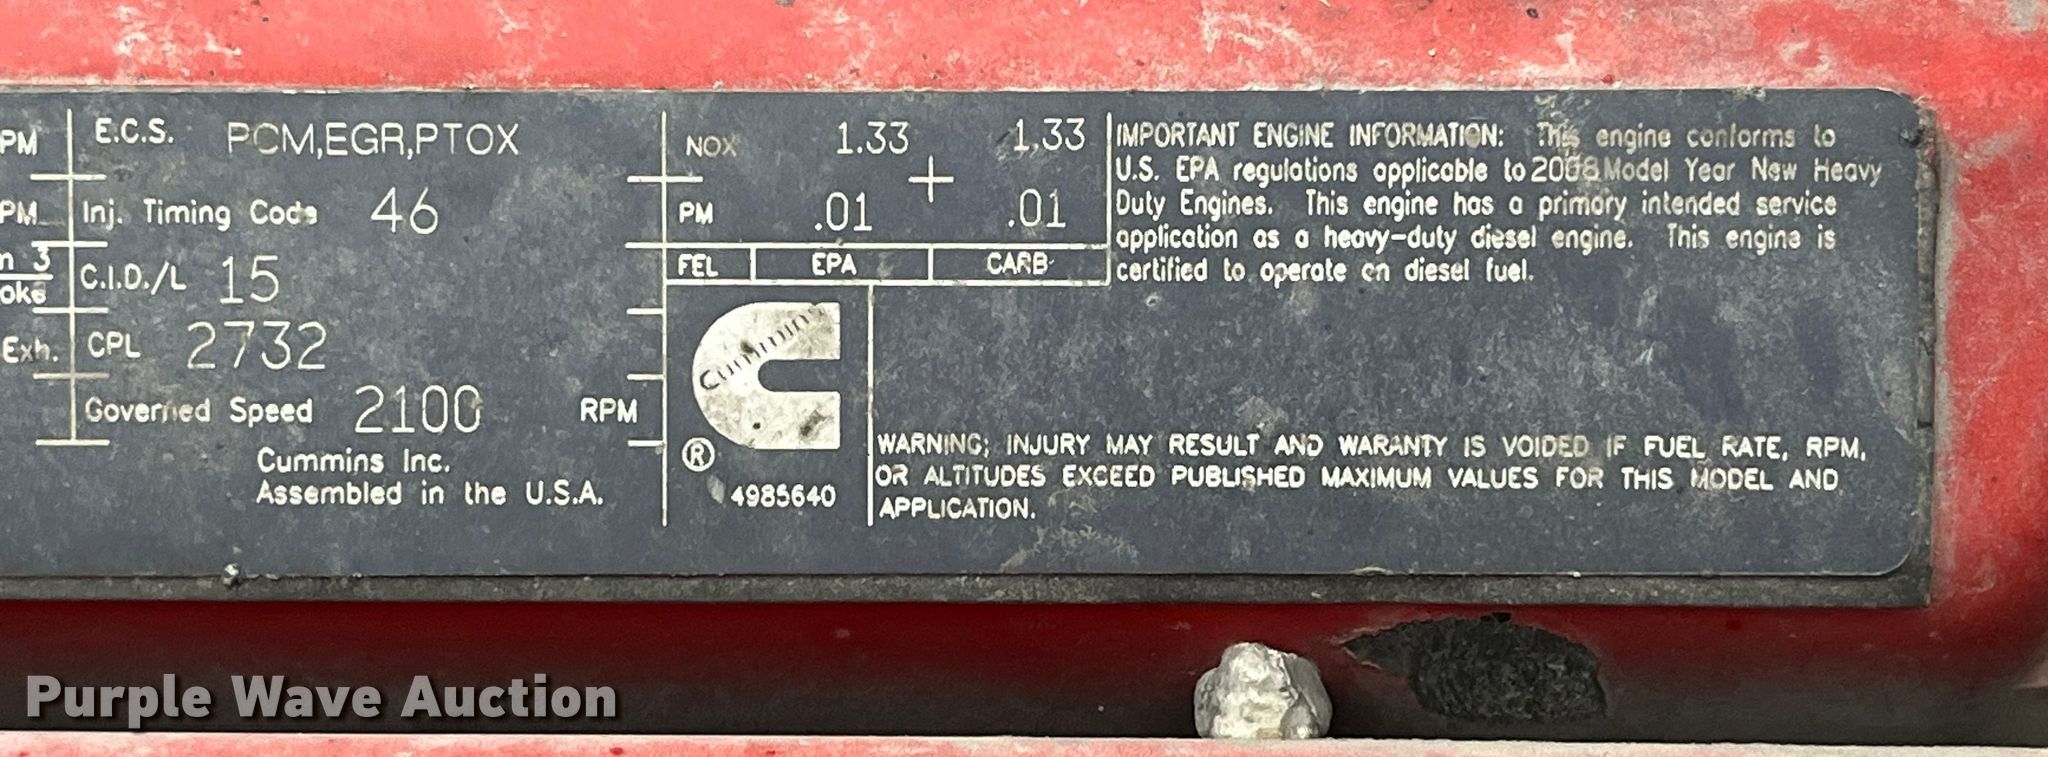 PM
E.C.S. PCM,EGR,PTOX
PM
Inj. Timing Code 46
n 3
oke
C.I.D./L 15
Exh.
CPL 2732
Governed Speed 2100 RPM
Cummins Inc.
Assembled in the U.S.A.
NOX 1.33 1.33
PM .01 .01
FEL EPA CARB
Cummins
®
4985640
IMPORTANT ENGINE INFORMATION: This engine conforms to
U.S. EPA regulations applicable to 2008 Model Year New Heavy
Duty Engines. This engine has a primary intended service
application as a heavy-duty diesel engine. This engine is
certified to operate on diesel fuel.
WARNING; INJURY MAY RESULT AND WARANTY IS VOIDED IF FUEL RATE, RPM,
OR ALTITUDES EXCEED PUBLISHED MAXIMUM VALUES FOR THIS MODEL AND
APPLICATION.
Purple Wave Auction